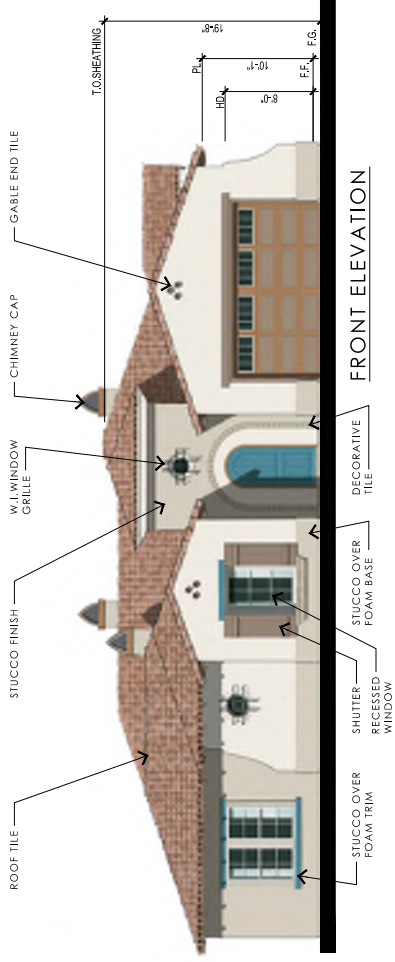 ROOF TILE
STUCCO FINISH
W.I.WINDOW
GRILLE
CHIMNEY CAP
GABLE END TILE
T.O.SHEATHING
PL
HD
F.F.
F.G.
19'-8"
10'-1"
8'-0"
STUCCO OVER
FOAM TRIM
SHUTTER
RECESSED
WINDOW
STUCCO OVER
FOAM BASE
DECORATIVE
TILE
FRONT ELEVATION